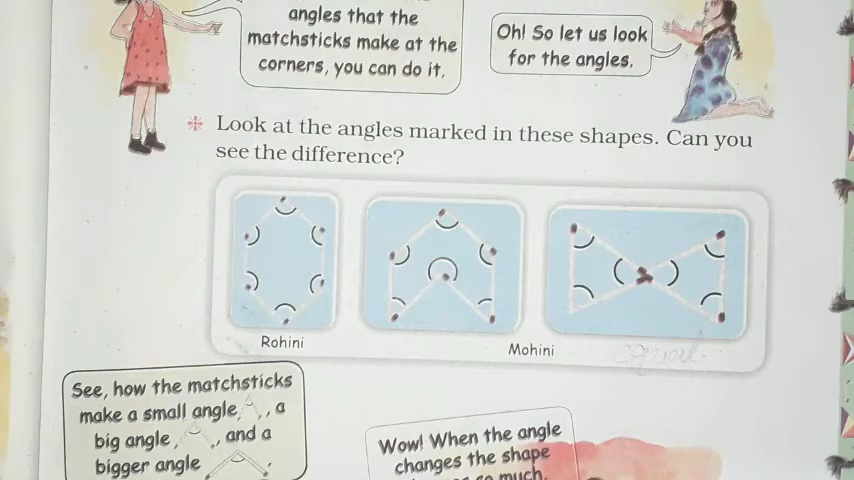 angles that the
matchsticks make at the
corners, you can do it.
Oh! So let us look
for the angles.
Look at the angles marked in these shapes. Can you
see the difference?
Rohini
Mohini
See, how the matchsticks
make a small angle, , a
big angle , and a
bigger angle
Wow! When the angle
changes the shape
so much.